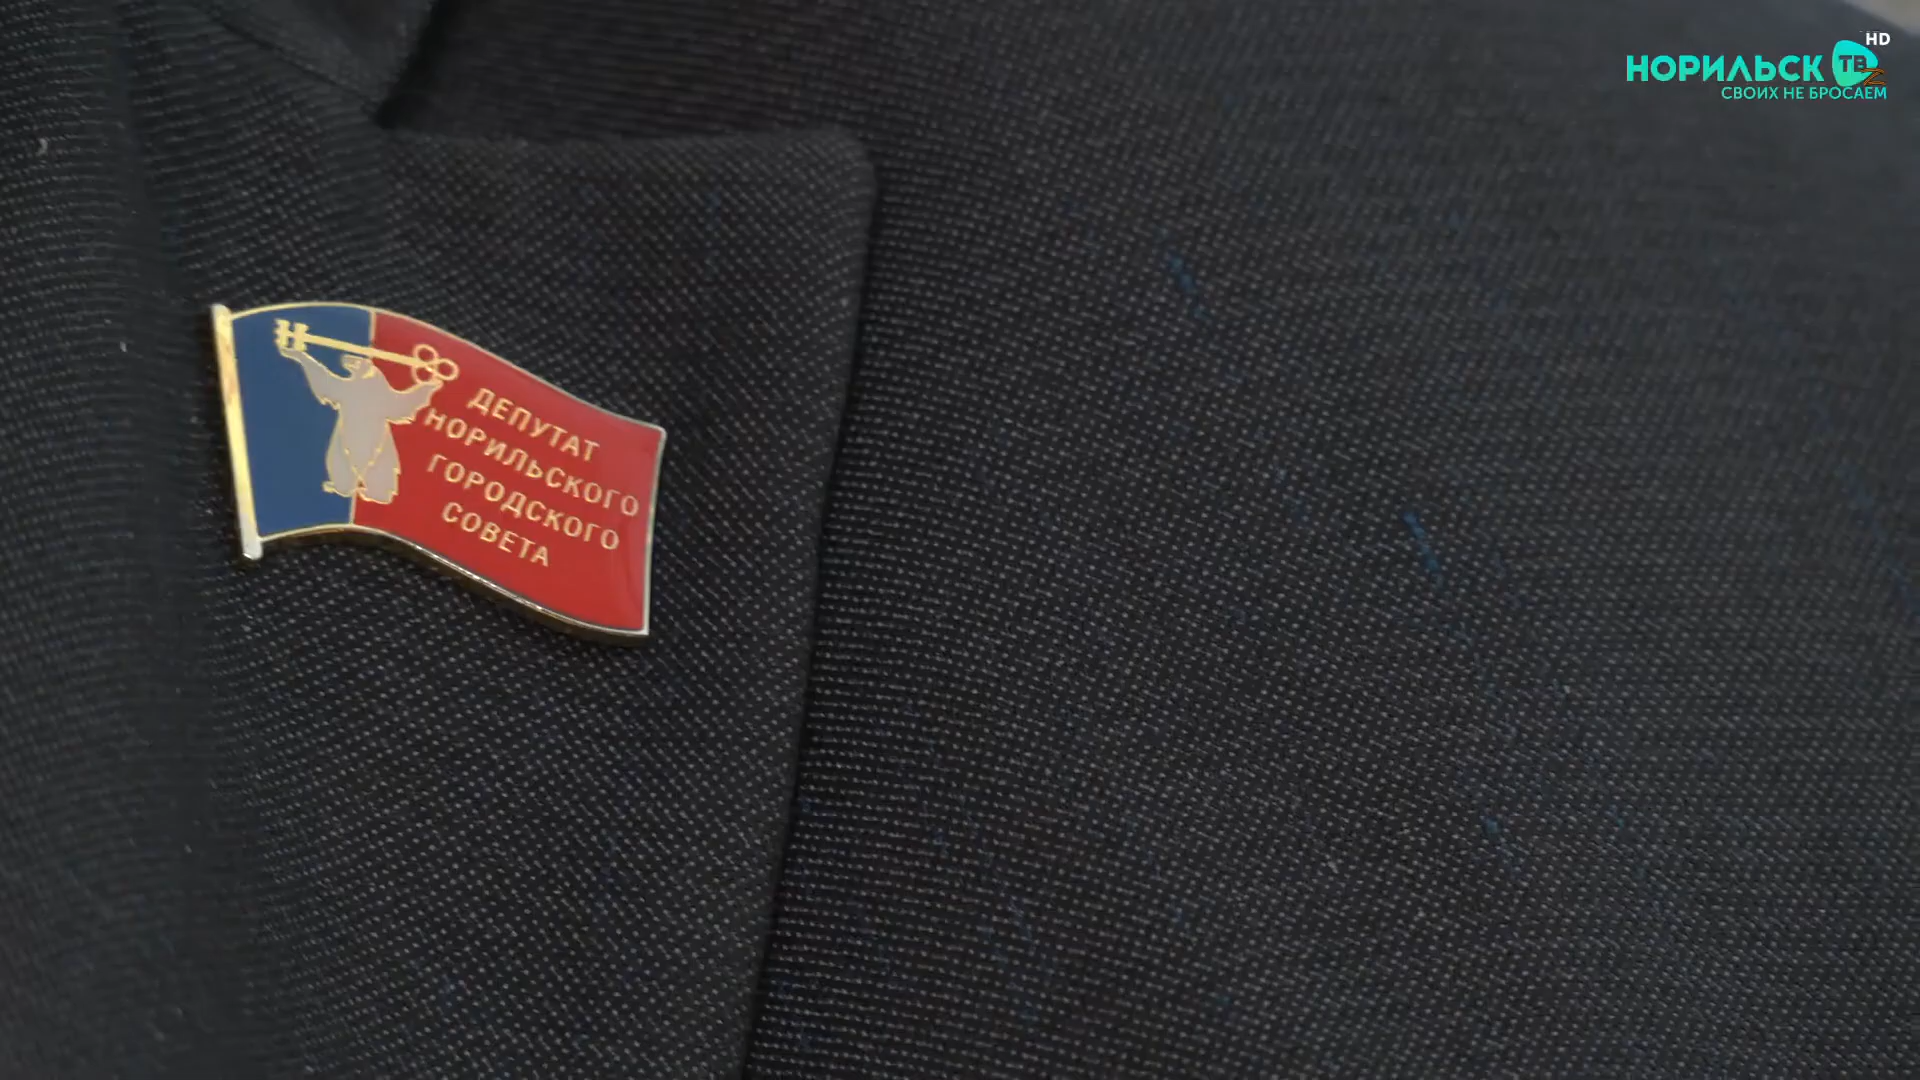 HD
НОРИЛЬСК ТВ
СВОИХ НЕ БРОСАЕМ
ДЕПУТАТ
НОРИЛЬСКОГО
ГОРОДСКОГО
СОВЕТА